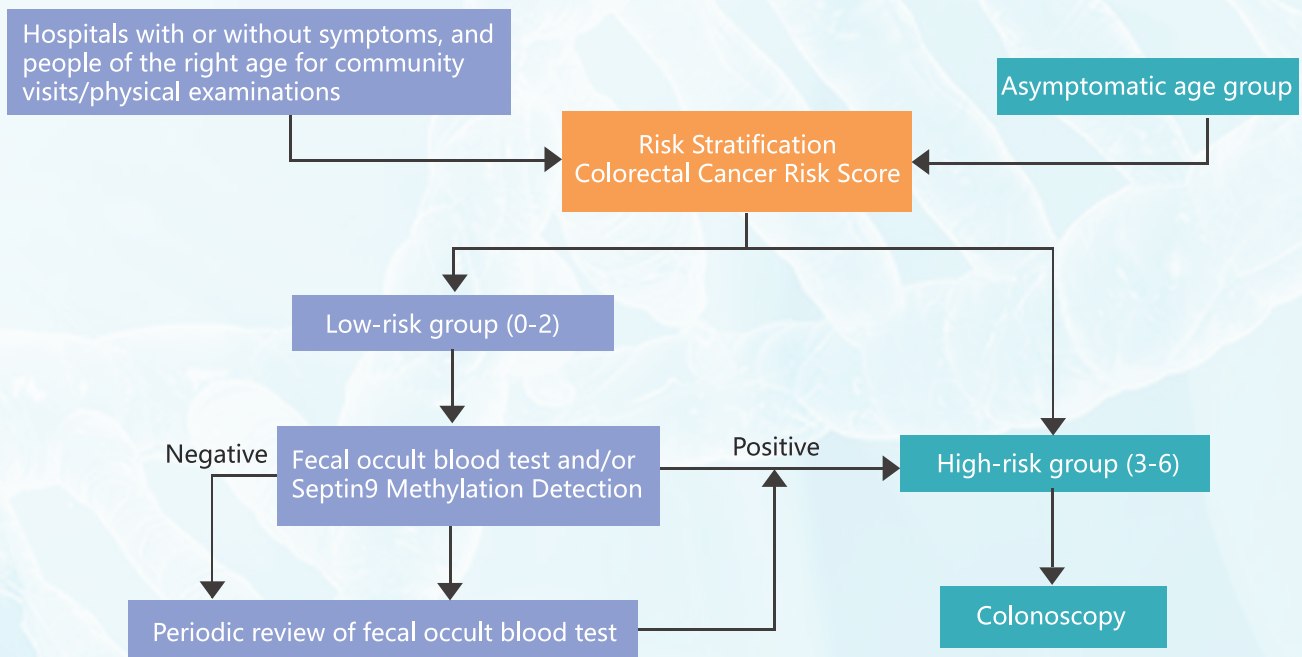 Hospitals with or without symptoms, and
people of the right age for community
visits/physical examinations
Asymptomatic age group
Risk Stratification
Colorectal Cancer Risk Score
Low-risk group (0-2)
Negative
Fecal occult blood test and/or
Septin9 Methylation Detection
Positive
High-risk group (3-6)
Periodic review of fecal occult blood test
Colonoscopy